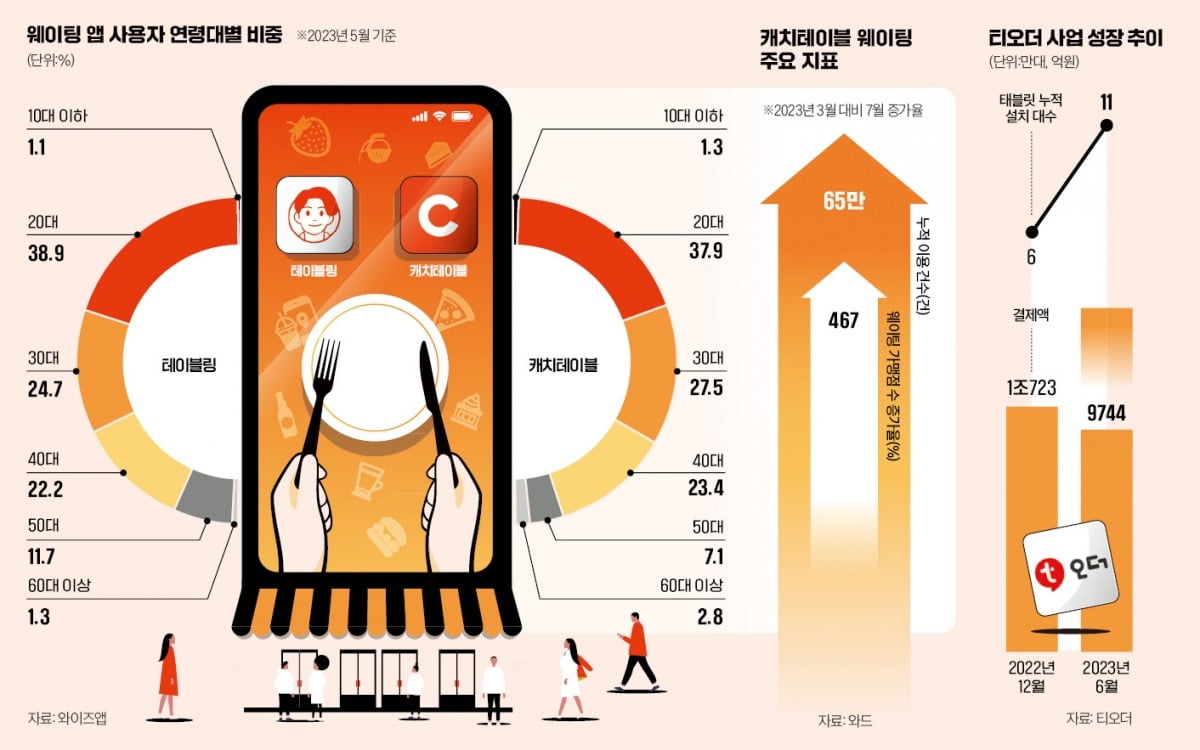 웨이팅 앱 사용자 연령대별 비중 ※2023년 5월 기준
(단위:%)
10대 이하
1.1
20대
38.9
30대
24.7
40대
22.2
50대
11.7
60대 이상
1.3
테이블링
테이블링
C
캐치테이블
캐치테이블
10대 이하
1.3
20대
37.9
30대
27.5
40대
23.4
50대
7.1
60대 이상
2.8
자료: 와이즈앱
캐치테이블 웨이팅
주요 지표
※2023년 3월 대비 7월 증가율
65만
누적 이용 건수(건)
467
웨이팅 가맹점 수 증가율(%)
자료: 와드
티오더 사업 성장 추이
(단위:만대, 억원)
태블릿 누적
설치 대수
11
6
결제액
1조723
9744
t오더
2022년
12월
2023년
6월
자료: 티오더